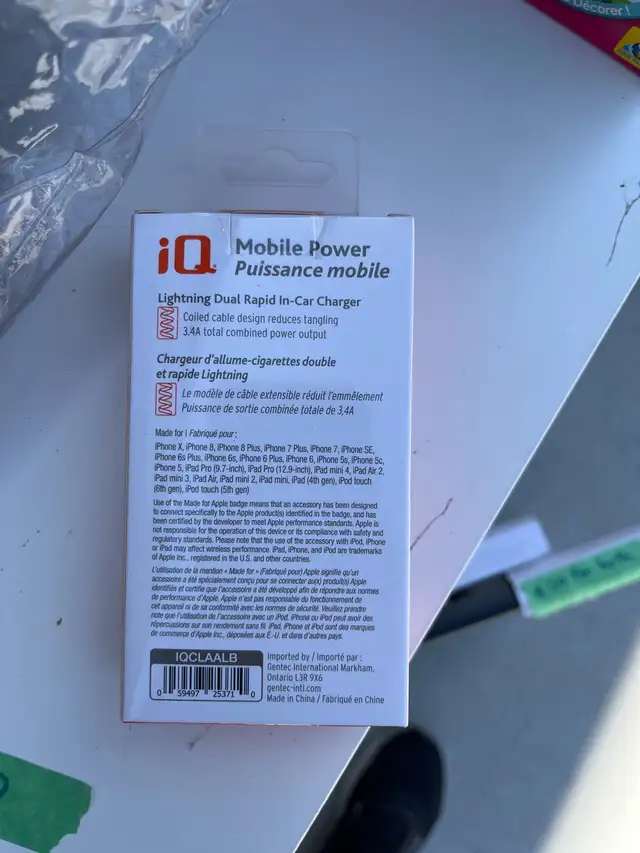 Décorer !
iQ
Mobile Power
Puissance mobile
Lightning Dual Rapid In-Car Charger
Coiled cable design reduces tangling
3.4A total combined power output
Chargeur d'allume-cigarettes double
et rapide Lightning
Le modèle de câble extensible réduit l'emmêlement
Puissance de sortie combinée totale de 3,4A
Made for | Fabriqué pour :
iPhone X, iPhone 8, iPhone 8 Plus, iPhone 7 Plus, iPhone 7, iPhone SE,
iPhone 6s Plus, iPhone 6s, iPhone 6 Plus, iPhone 6, iPhone 5s, iPhone 5c,
iPhone 5, iPad Pro (9.7-inch), iPad Pro (12.9-inch), iPad mini 4, iPad Air 2,
iPad mini 3, iPad Air, iPad mini 2, iPad mini, iPad (4th gen), iPod touch
(6th gen), iPod touch (5th gen)
Use of the Made for Apple badge means that an accessory has been designed
to connect specifically to the Apple product(s) identified in the badge, and has
been certified by the developer to meet Apple performance standards. Apple is
not responsible for the operation of this device or its compliance with safety and
regulatory standards. Please note that the use of the accessory with iPod, iPhone
or iPad may affect wireless performance. iPad, iPhone, and iPod are trademarks
of Apple Inc., registered in the U.S. and other countries.
L'utilisation de la mention « Made for » (Fabriqué pour) Apple signifie qu'un
accessoire a été spécialement conçu pour se connecter au(x) produit(s) Apple
identifiés et certifie que l'accessoire a été développé afin de répondre aux normes
de performance d'Apple. Apple n'est pas responsable du fonctionnement de
cet appareil ni de sa conformité avec les normes de sécurité. Veuillez prendre
note que l'utilisation de l'accessoire avec un iPod, iPhone ou iPad peut avoir des
répercussions sur son rendement sans fil. iPad, iPhone et iPod sont des marques
de commerce d'Apple Inc., déposées aux É.-U. et dans d'autres pays.
IQCLAALB
0 59497 25371 0
Imported by / Importé par :
Gentec International Markham,
Ontario L3R 9X6
gentec-intl.com
Made in China / Fabriqué en Chine